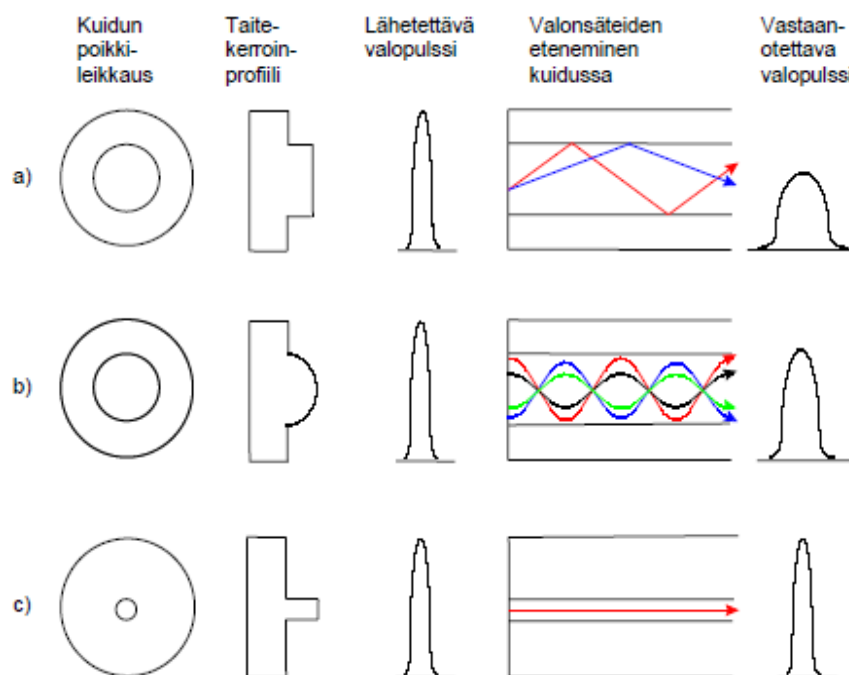 Kuidun
poikki-
leikkaus
Taite-
kerroin-
profiili
Lähetettävä
valopulssi
Valonsäteiden
eteneminen
kuidussa
Vastaan-
otettava
valopulssi
a)
b)
c)